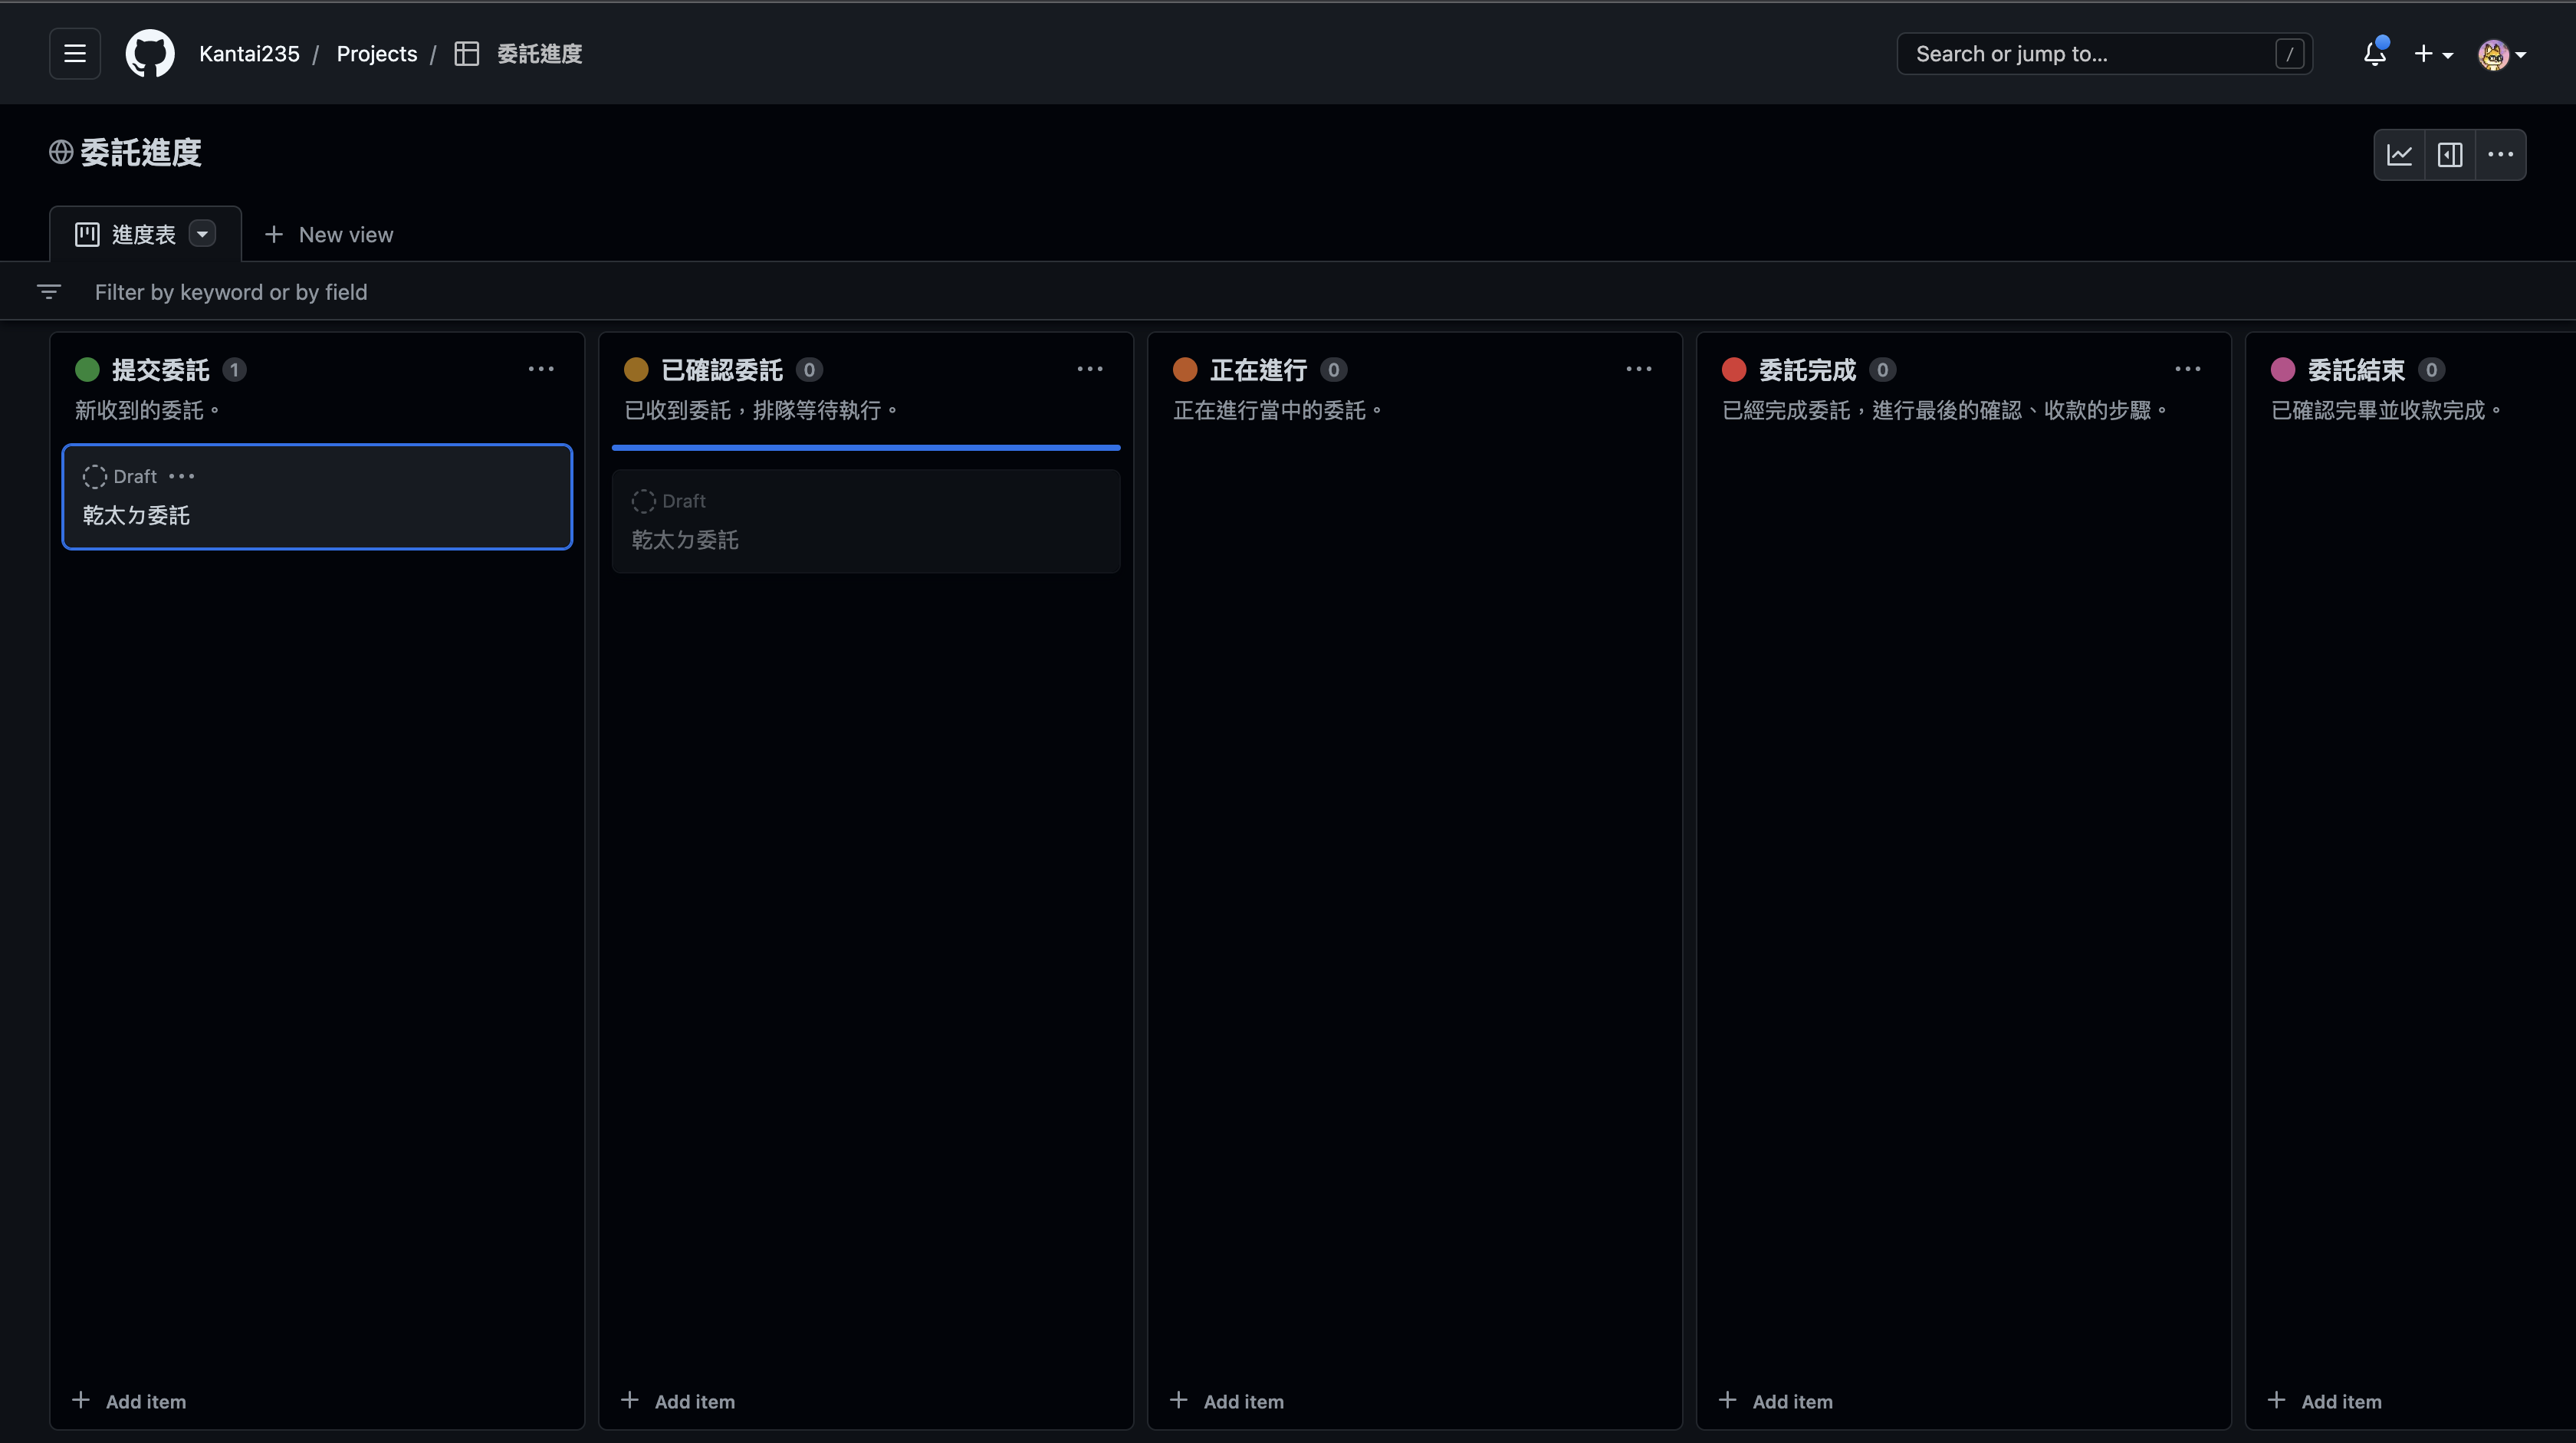 Kantai235 / Projects / 委託進度
Search or jump to... /
委託進度
進度表
New view
Filter by keyword or by field
提交委託 1
新收到的委託。
Draft
乾太ㄉ委託
Add item
已確認委託 0
已收到委託，排隊等待執行。
Draft
乾太ㄉ委託
Add item
正在進行 0
正在進行當中的委託。
Add item
委託完成 0
已經完成委託，進行最後的確認、收款的步驟。
Add item
委託結束 0
已確認完畢並收款完成。
Add item